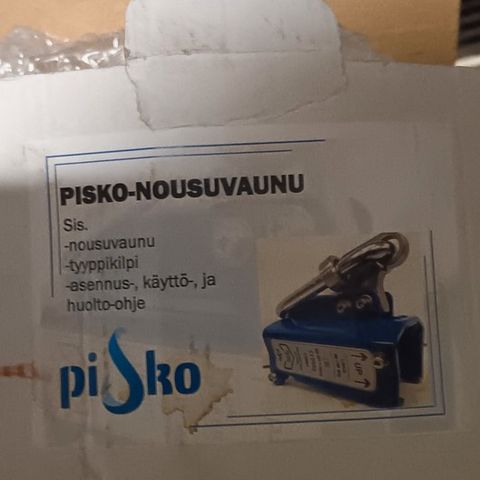 PISKO-NOUSUVAUNU
Sis.
-nousuvaunu
-tyyppikilpi
-asennus-, käyttö-, ja
huolto-ohje
pisko
UP